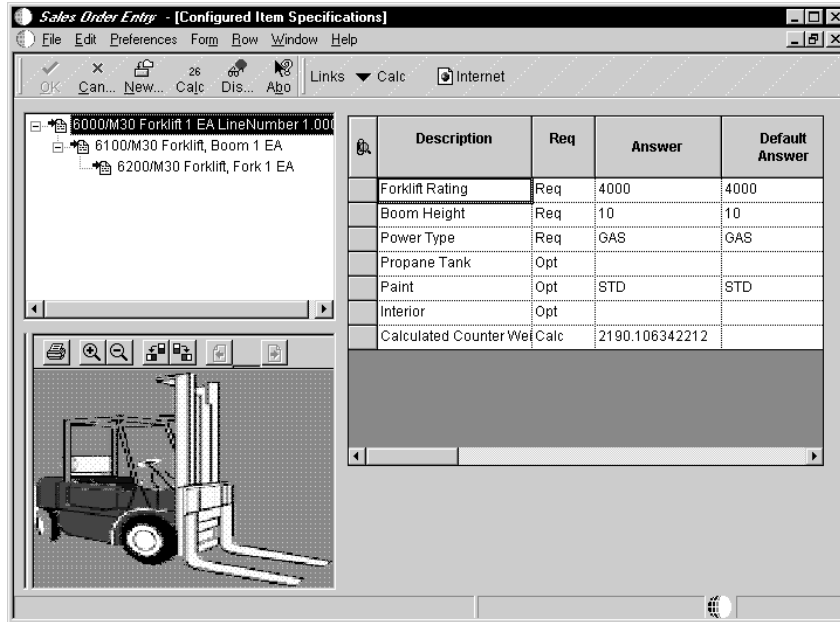 Sales Order Entry - [Configured Item Specifications]
File Edit Preferences Form Row Window Help
OK Can... New... Calc Dis... Abo Links Calc Internet
26
6000/M30 Forklift 1 EA LineNumber 1.00
6100/M30 Forklift, Boom 1 EA
6200/M30 Forklift, Fork 1 EA
Description Req Answer Default Answer
Forklift Rating Req 4000 4000
Boom Height Req 10 10
Power Type Req GAS GAS
Propane Tank Opt
Paint Opt STD STD
Interior Opt
Calculated Counter Wei Calc 2190.106342212